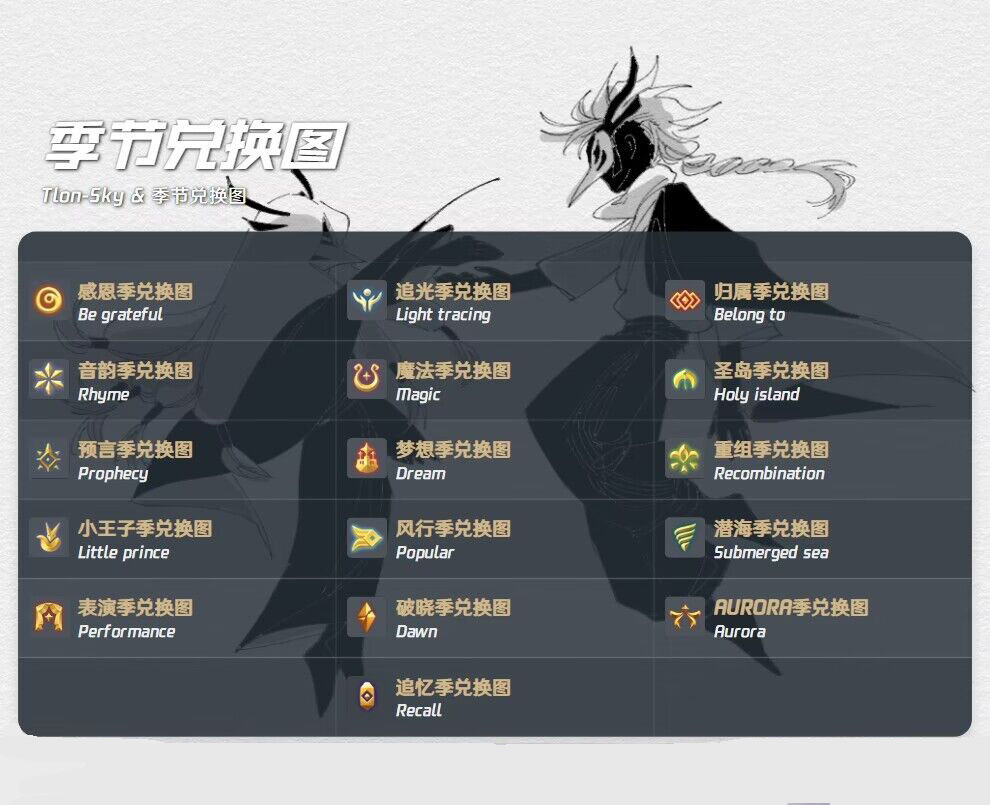 季节兑换图
Tlon-Sky & 季节兑换图
感恩季兑换图
Be grateful
追光季兑换图
Light tracing
归属季兑换图
Belong to
音韵季兑换图
Rhyme
魔法季兑换图
Magic
圣岛季兑换图
Holy island
预言季兑换图
Prophecy
梦想季兑换图
Dream
重组季兑换图
Recombination
小王子季兑换图
Little prince
风行季兑换图
Popular
潜海季兑换图
Submerged sea
表演季兑换图
Performance
破晓季兑换图
Dawn
AURORA季兑换图
Aurora
追忆季兑换图
Recall